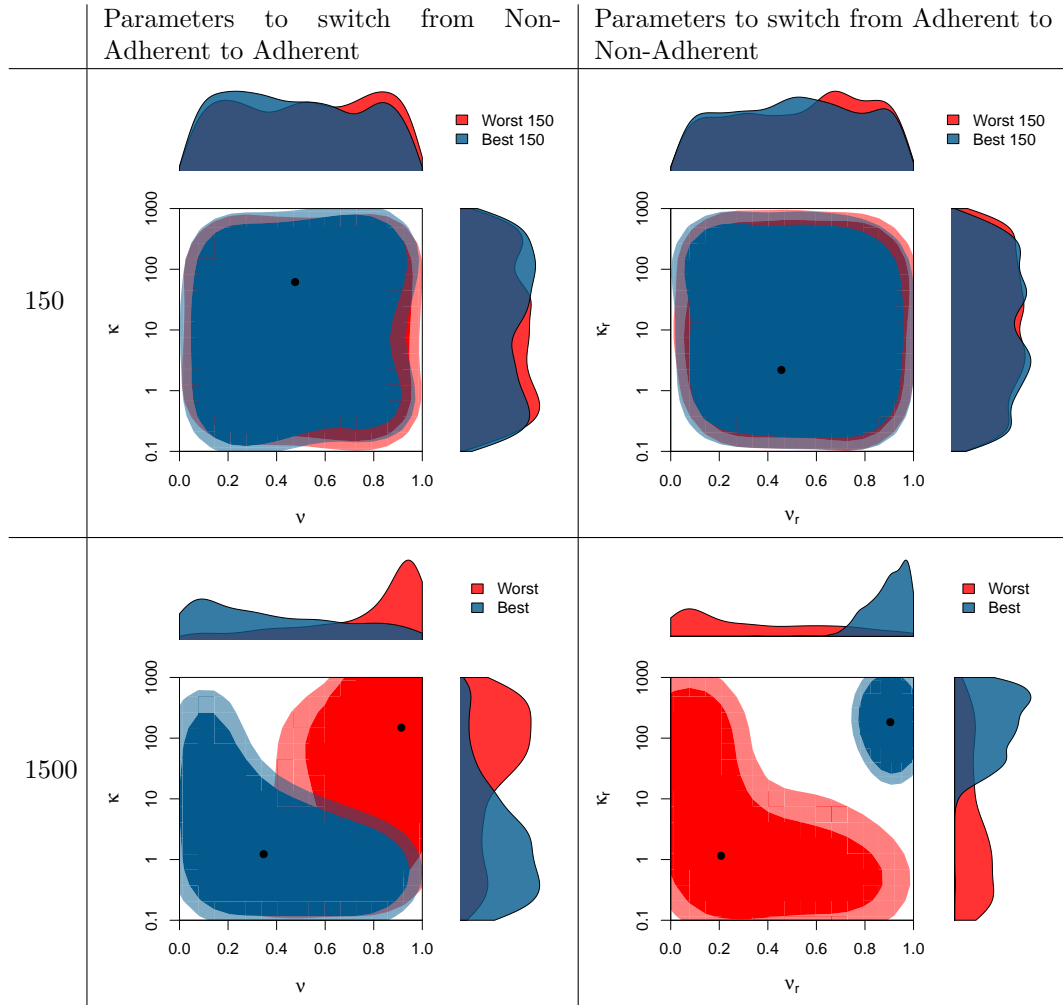 Parameters to switch from Non-
Adherent to Adherent
Parameters to switch from Adherent to
Non-Adherent
150
Worst 150
Best 150
1000
100
10
1
0.1
κ
0.0 0.2 0.4 0.6 0.8 1.0
ν
Worst 150
Best 150
1000
100
10
1
0.1
κr
0.0 0.2 0.4 0.6 0.8 1.0
νr
1500
Worst
Best
1000
100
10
1
0.1
κ
0.0 0.2 0.4 0.6 0.8 1.0
ν
Worst
Best
1000
100
10
1
0.1
κr
0.0 0.2 0.4 0.6 0.8 1.0
νr